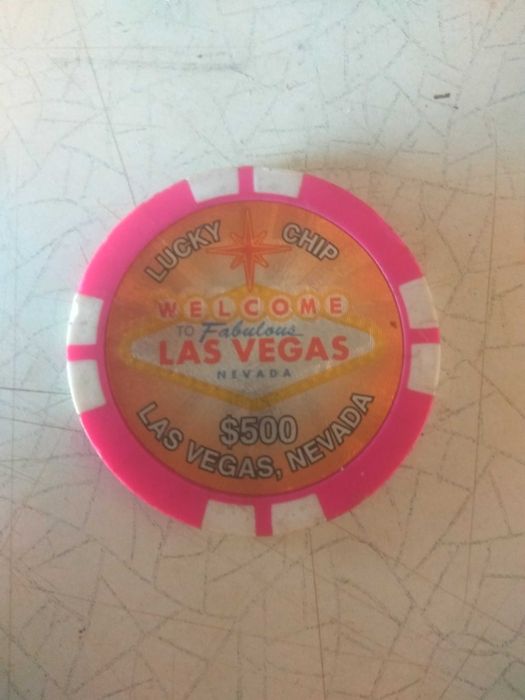 LUCKY CHIP
WELCOME
TO Fabulous
LAS VEGAS
NEVADA
$500
LAS VEGAS, NEVADA